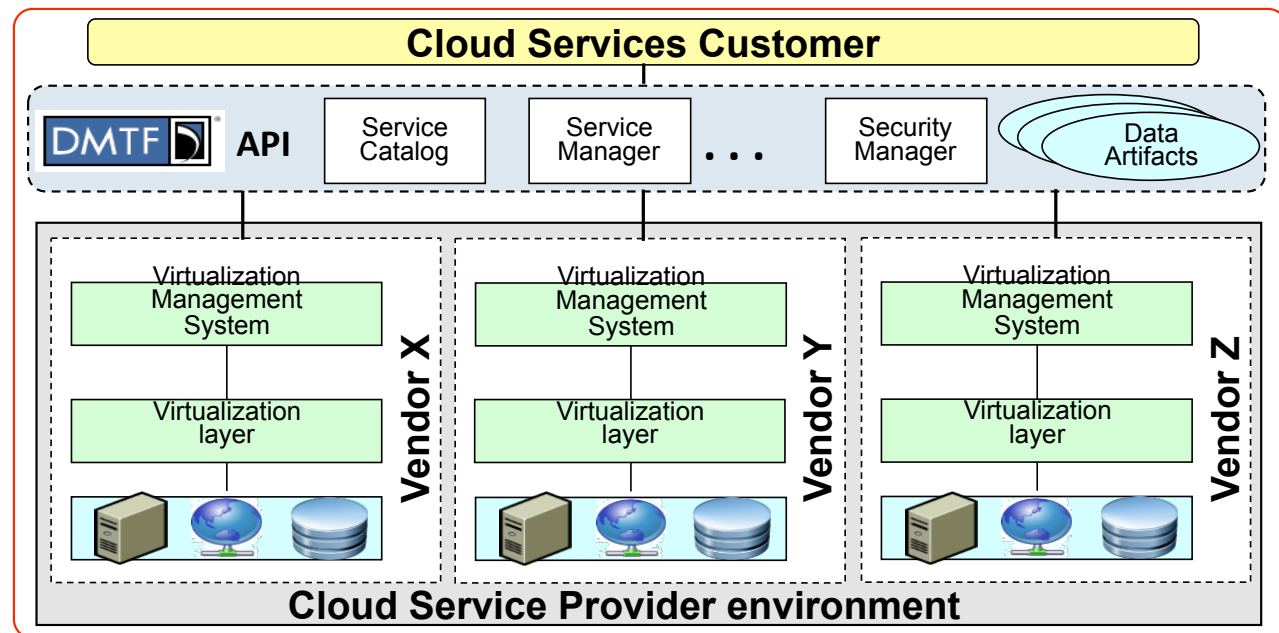 Cloud Services Customer
DMTF
®
API
Service
Catalog
Service
Manager
. . .
Security
Manager
Data
Artifacts
Virtualization
Management
System
Virtualization
layer
Vendor X
Virtualization
Management
System
Virtualization
layer
Vendor Y
Virtualization
Management
System
Virtualization
layer
Vendor Z
Cloud Service Provider environment